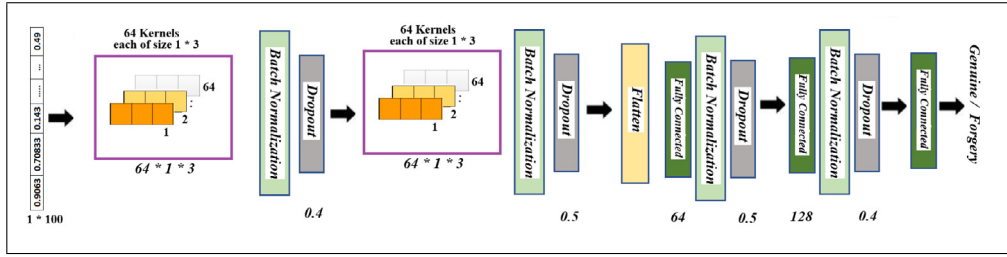 0.49
...
....
0.143
0.70833
0.9063
1 * 100
64 Kernels
each of size 1 * 3
64
:
2
1
64 * 1 * 3
Batch Normalization
Dropout
0.4
64 Kernels
each of size 1 * 3
64
:
2
1
64 * 1 * 3
Batch Normalization
Dropout
0.5
Flatten
Fully Connected
64
Batch Normalization
Dropout
0.5
Fully Connected
128
Batch Normalization
Dropout
0.4
Fully Connected
Genuine / Forgery